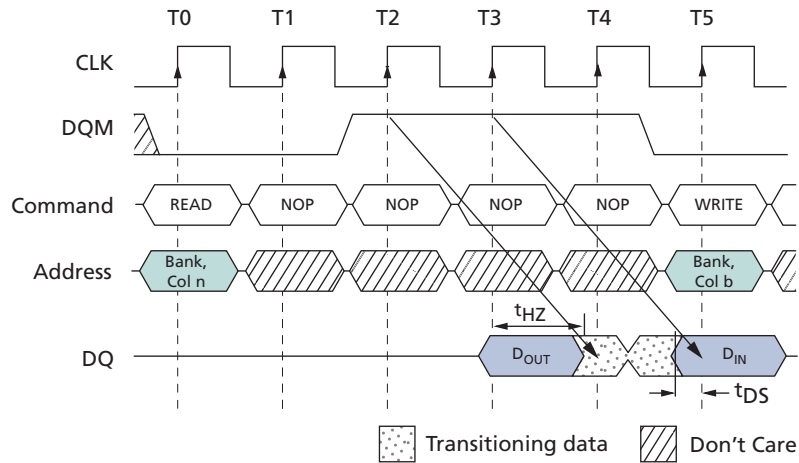 T0 T1 T2 T3 T4 T5
CLK
DQM
Command READ NOP NOP NOP NOP WRITE
Address Bank, Col n Bank, Col b
tHZ
DQ DOUT DIN
tDS
Transitioning data Don't Care